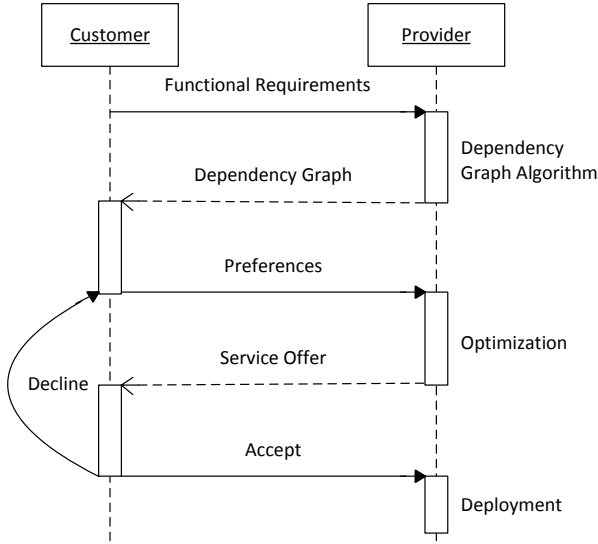 Customer
Provider
Functional Requirements
Dependency
Graph Algorithm
Dependency Graph
Preferences
Optimization
Service Offer
Decline
Accept
Deployment